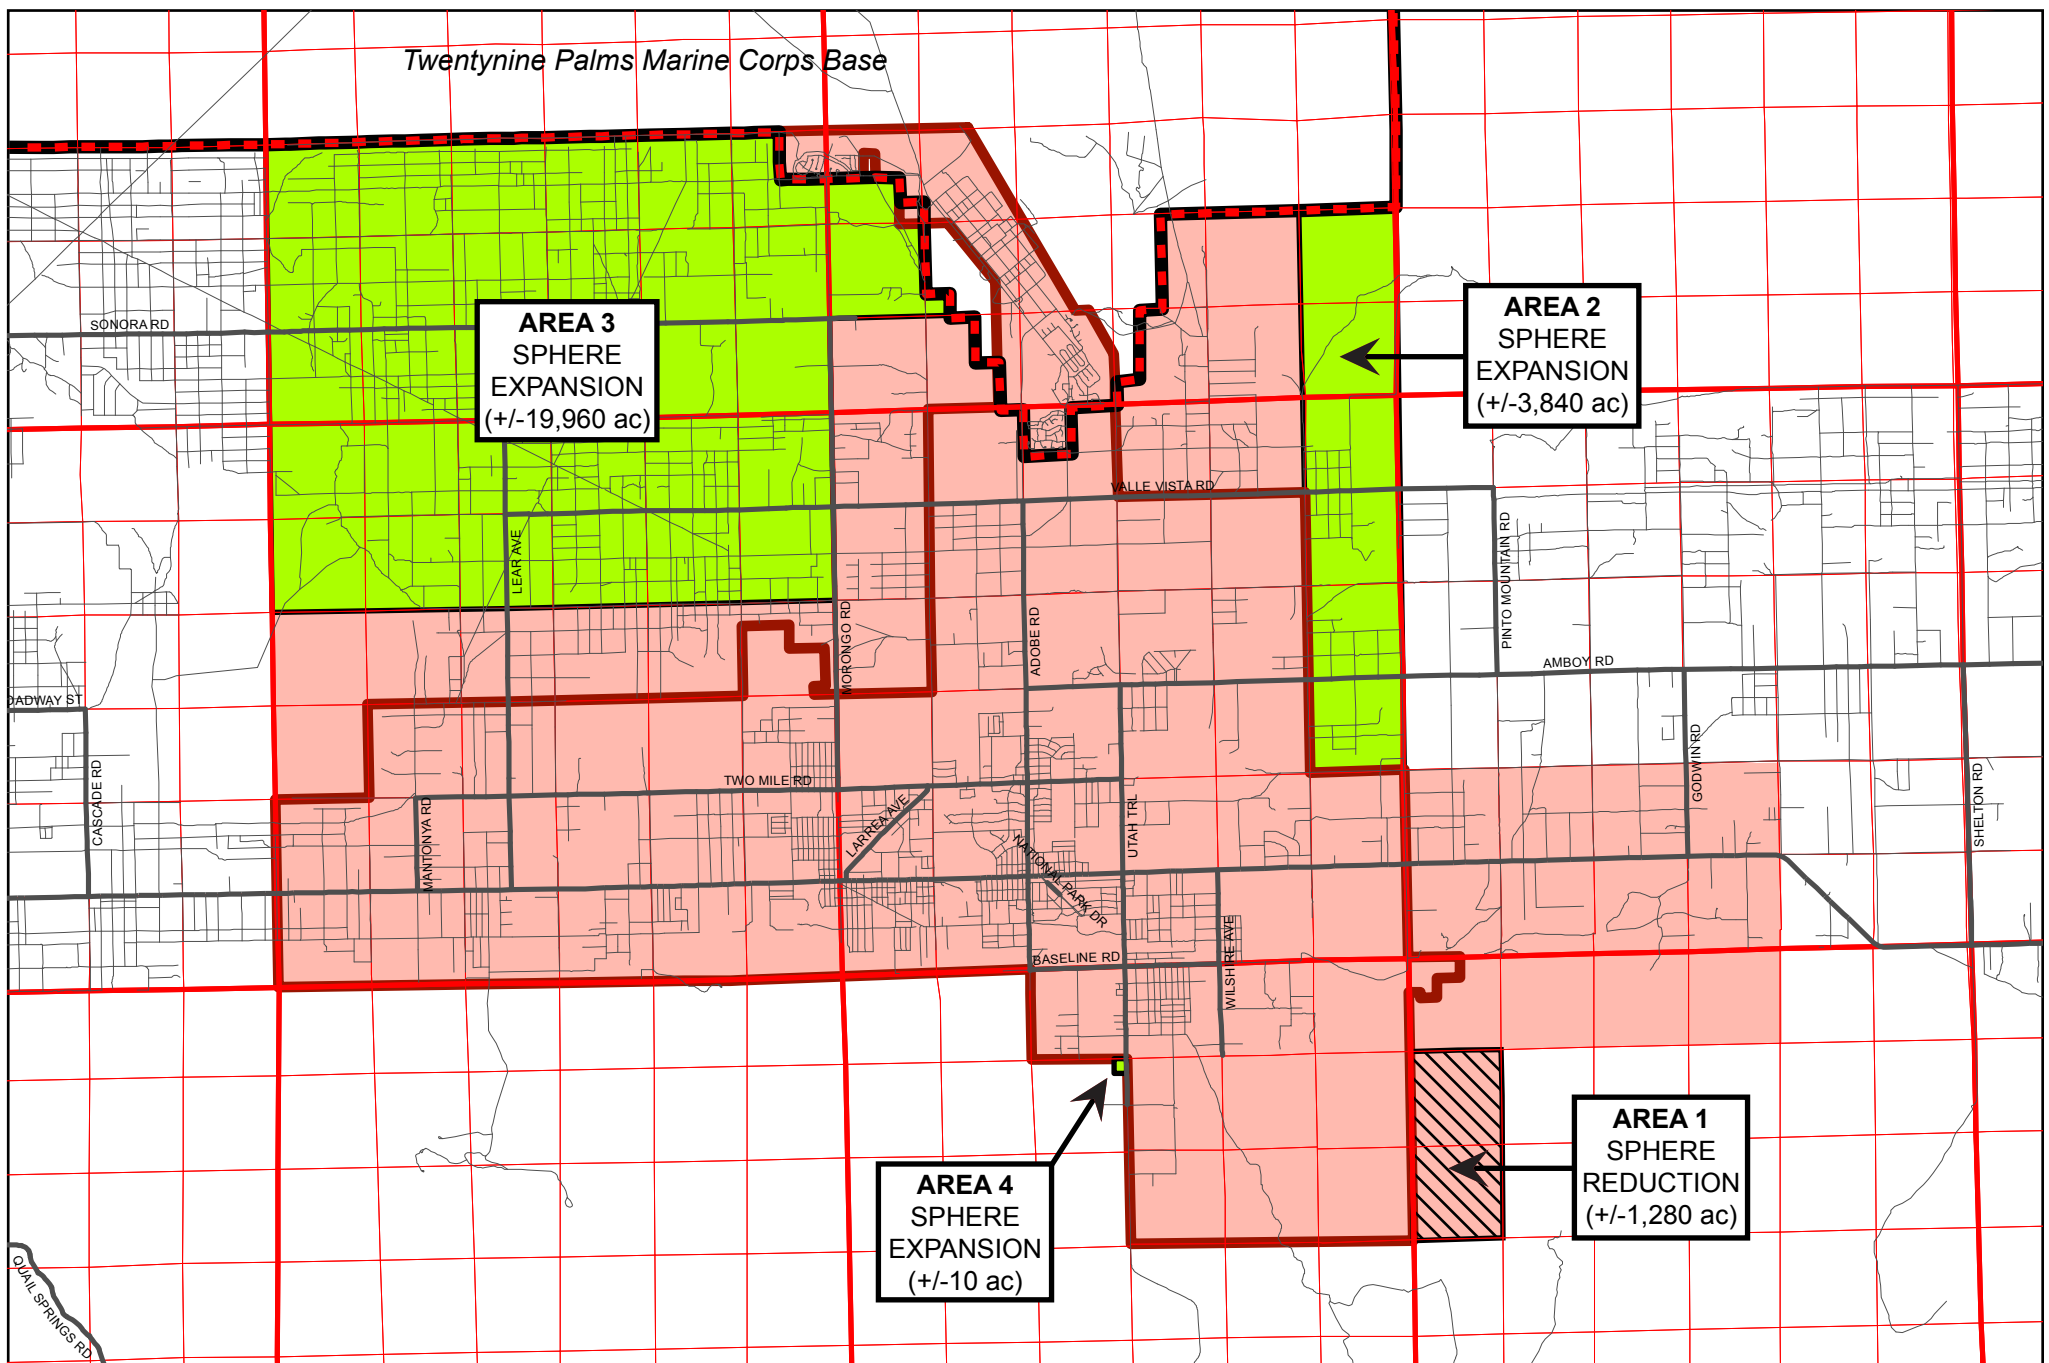 Twentynine Palms Marine Corps Base
SONORA RD
AREA 3
SPHERE
EXPANSION
(+/-19,960 ac)
AREA 2
SPHERE
EXPANSION
(+/-3,840 ac)
VALLE VISTA RD
LEAR AVE
PINTO MOUNTAIN RD
MORONGO RD
ADOBE RD
AMBOY RD
OADWAY ST
CASCADE RD
TWO MILE RD
MANTONYA RD
LARREA AVE
NATIONAL PARK DR
UTAH TRL
GODWIN RD
SHELTON RD
BASELINE RD
WILSHIRE AVE
AREA 1
SPHERE
REDUCTION
(+/-1,280 ac)
AREA 4
SPHERE
EXPANSION
(+/-10 ac)
QUAIL SPRINGS RD